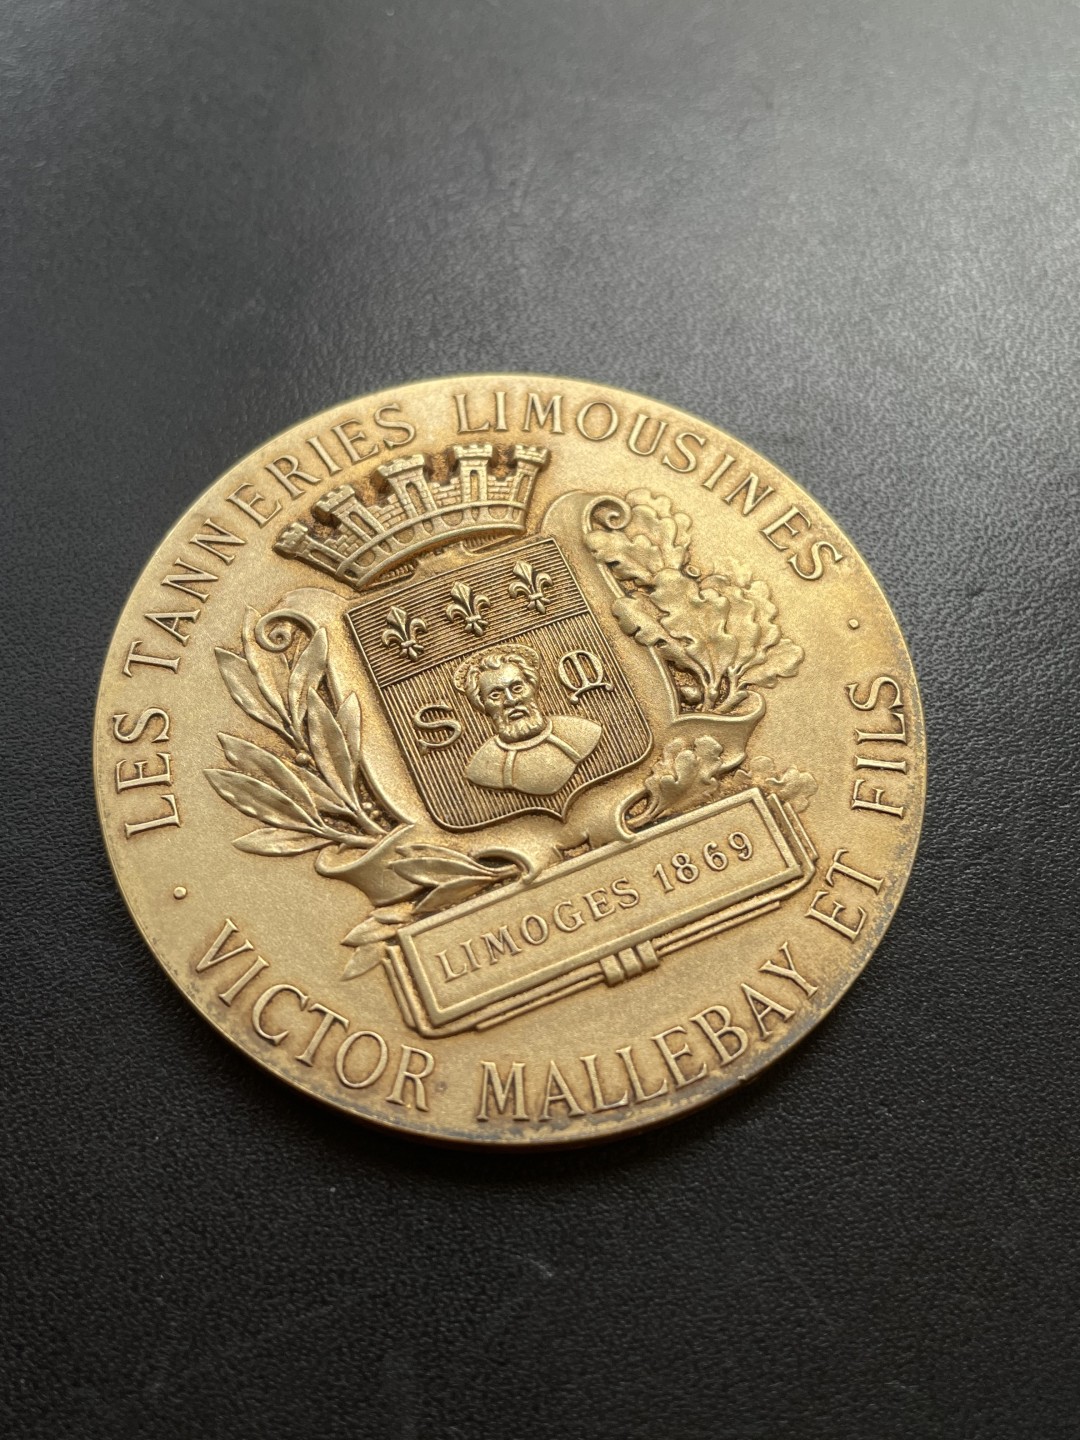 LES TANNERIES LIMOUSINES
S M
LIMOGES 1869
· VICTOR MALLEBAY ET FILS ·